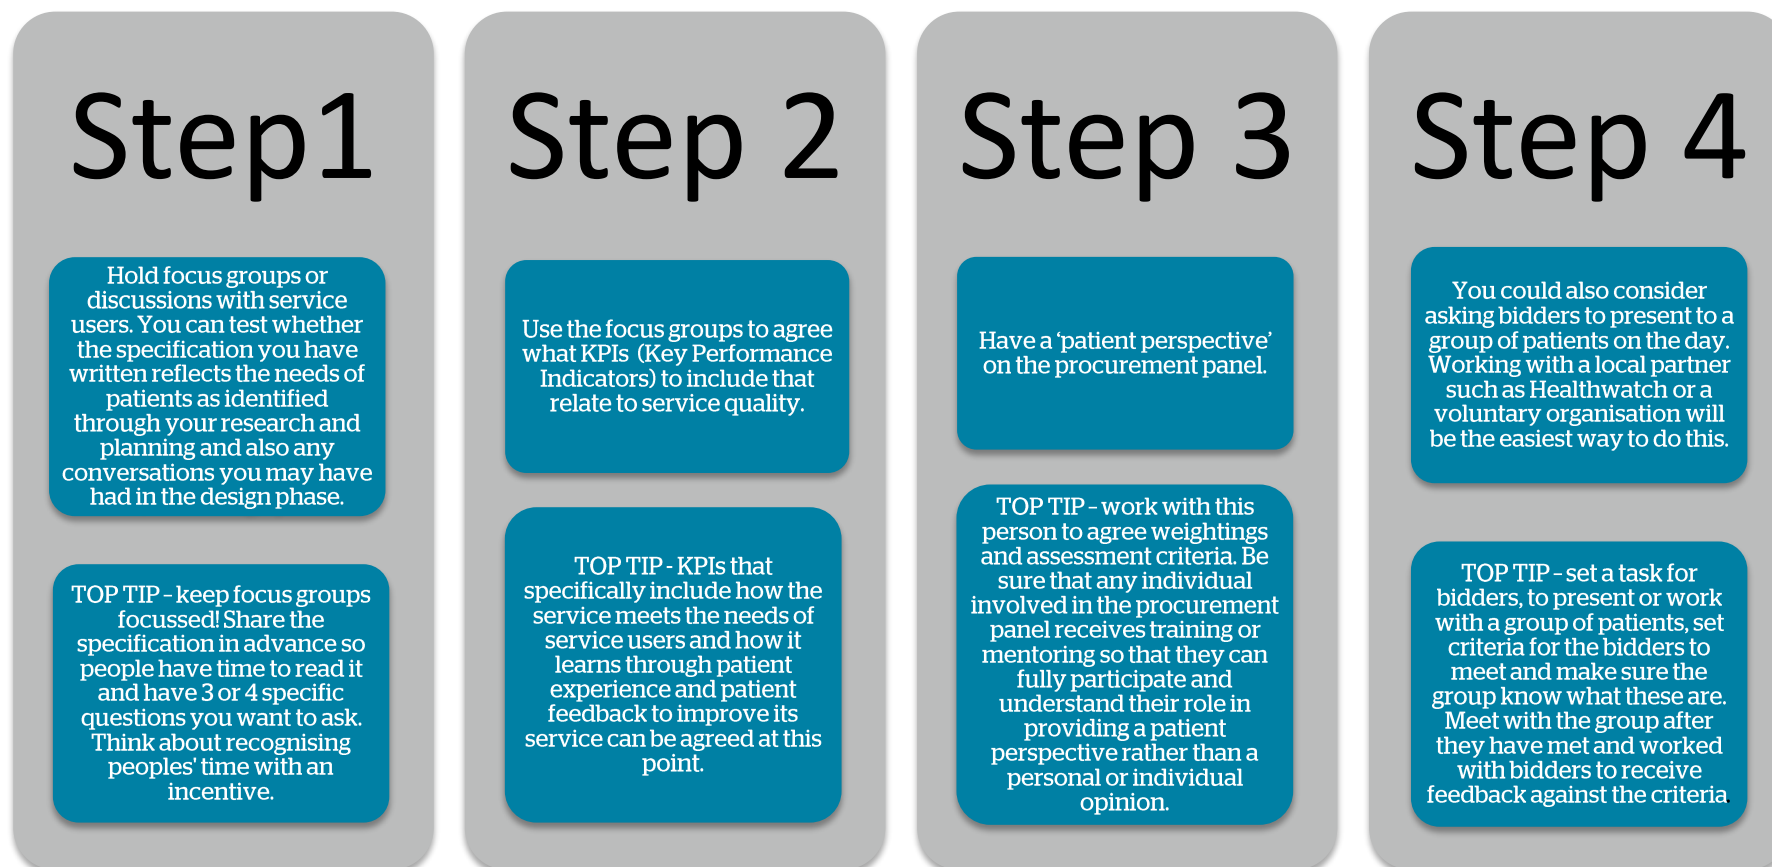 Step1
Hold focus groups or
discussions with service
users. You can test whether
the specification you have
written reflects the needs of
patients as identified
through your research and
planning and also any
conversations you may have
had in the design phase.
TOP TIP – keep focus groups
focussed! Share the
specification in advance so
people have time to read it
and have 3 or 4 specific
questions you want to ask.
Think about recognising
peoples' time with an
incentive.
Step 2
Use the focus groups to agree
what KPIs (Key Performance
Indicators) to include that
relate to service quality.
TOP TIP - KPIs that
specifically include how the
service meets the needs of
service users and how it
learns through patient
experience and patient
feedback to improve its
service can be agreed at this
point.
Step 3
Have a ‘patient perspective’
on the procurement panel.
TOP TIP – work with this
person to agree weightings
and assessment criteria. Be
sure that any individual
involved in the procurement
panel receives training or
mentoring so that they can
fully participate and
understand their role in
providing a patient
perspective rather than a
personal or individual
opinion.
Step 4
You could also consider
asking bidders to present to a
group of patients on the day.
Working with a local partner
such as Healthwatch or a
voluntary organisation will
be the easiest way to do this.
TOP TIP – set a task for
bidders, to present or work
with a group of patients, set
criteria for the bidders to
meet and make sure the
group know what these are.
Meet with the group after
they have met and worked
with bidders to receive
feedback against the criteria.